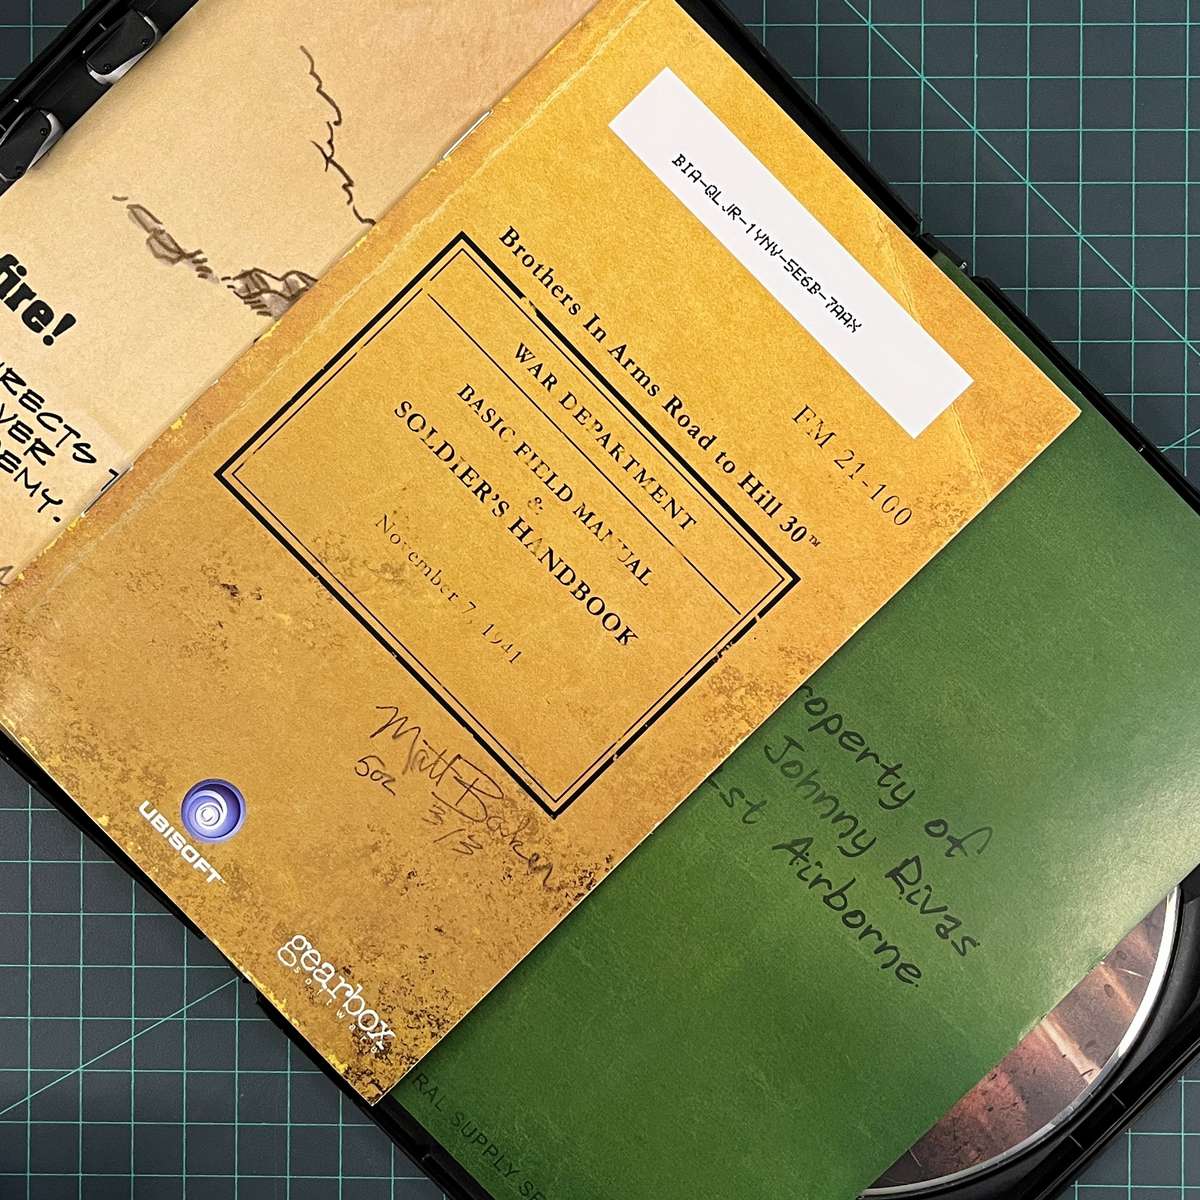 fire!
RECTS
VER
EMY.
BIA-QLJR-1YNV-5E6B-7AAX
FM 21-100
Brothers In Arms Road to Hill 30™
WAR DEPARTMENT
BASIC FIELD MANUAL
&
SOLDIER'S HANDBOOK
November 7, 1941
Matt Baker
502 3/13
UBISOFT
gearbox
software
roperty of
Johnny Rivas
st Airborne.
RAL SUPPLY SE